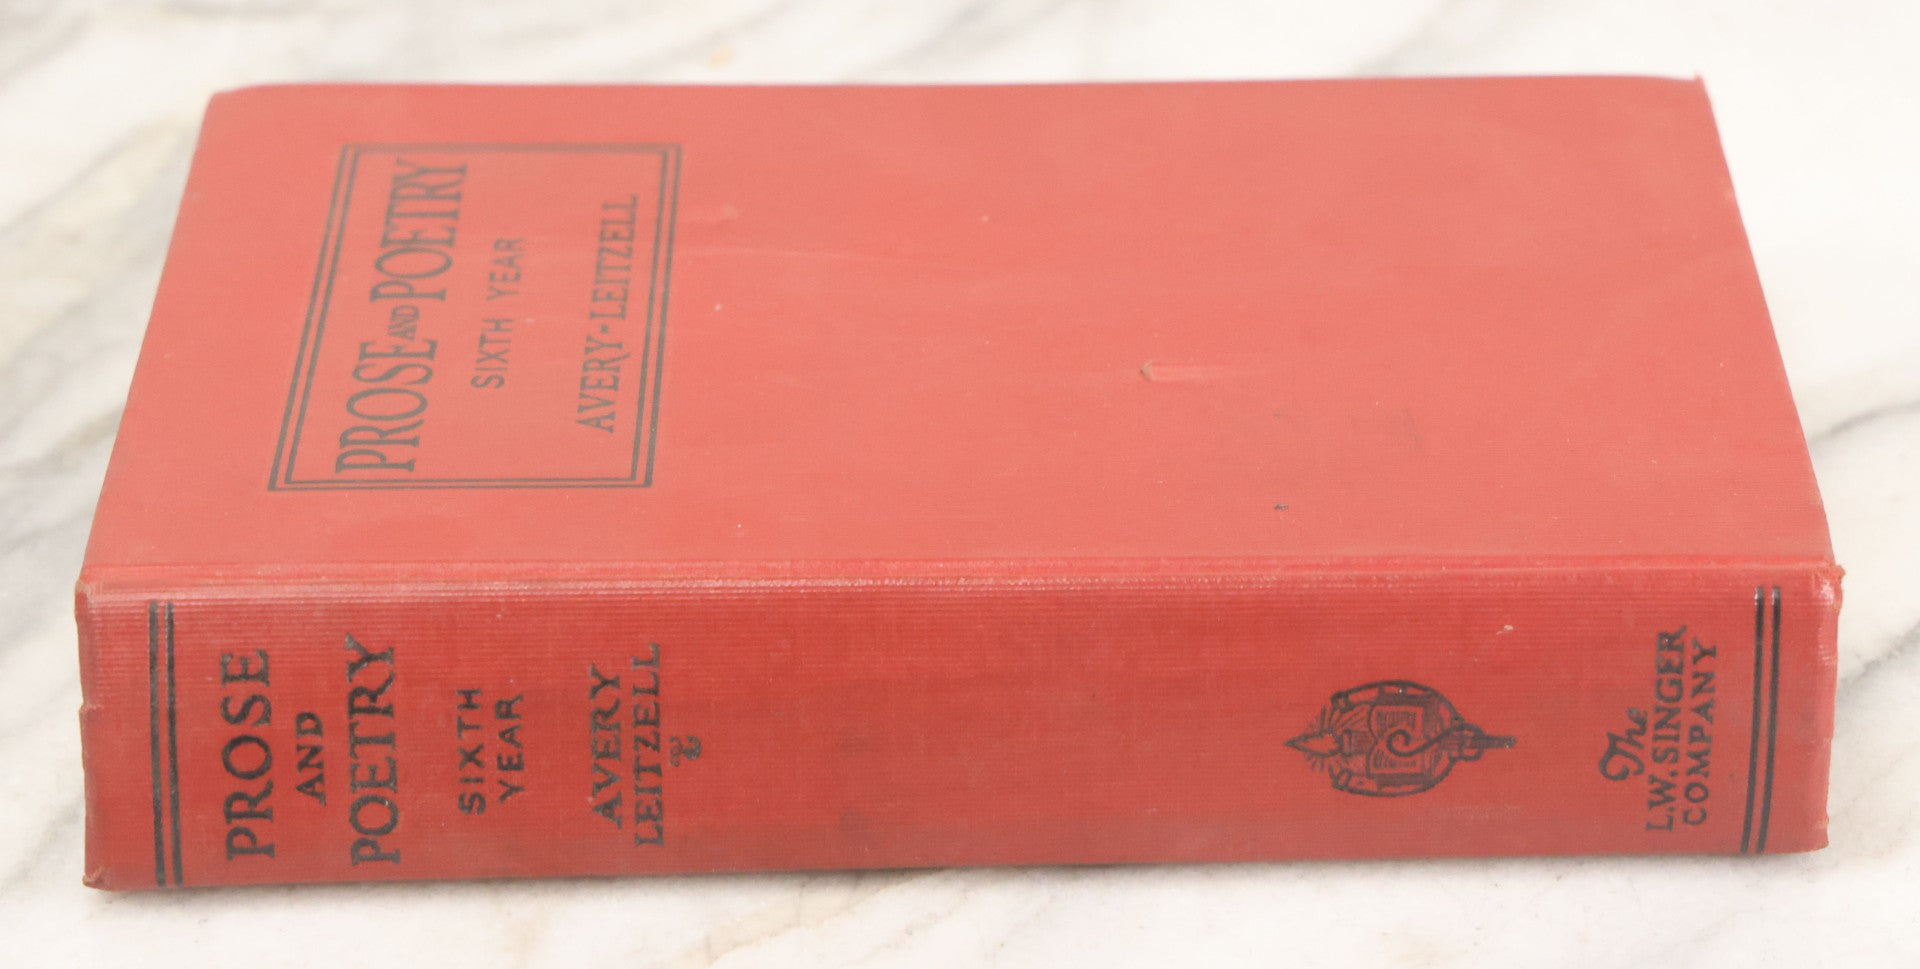 PROSE AND POETRY
SIXTH YEAR
AVERY-LEITZELL
PROSE
AND
POETRY
SIXTH
YEAR
AVERY
LEITZELL
The
L.W. SINGER
COMPANY